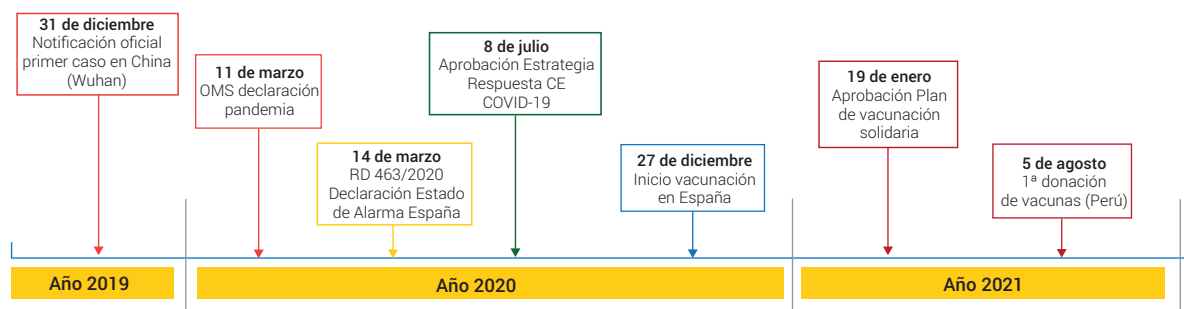 31 de diciembre
Notificación oficial
primer caso en China
(Wuhan)
11 de marzo
OMS declaración
pandemia
14 de marzo
RD 463/2020
Declaración Estado
de Alarma España
8 de julio
Aprobación Estrategia
Respuesta CE
COVID-19
27 de diciembre
Inicio vacunación
en España
19 de enero
Aprobación Plan
de vacunación
solidaria
5 de agosto
1ª donación
de vacunas (Perú)
Año 2019
Año 2020
Año 2021